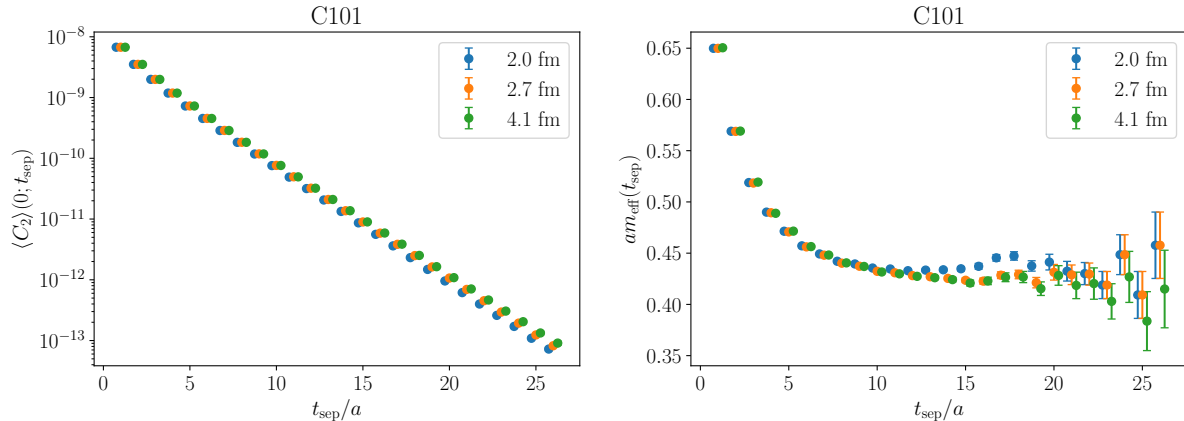 C101
⟨C₂⟩(0; t_sep)
10⁻⁸
10⁻⁹
10⁻¹⁰
10⁻¹¹
10⁻¹²
10⁻¹³
2.0 fm
2.7 fm
4.1 fm
0 5 10 15 20 25
t_sep/a
C101
am_eff(t_sep)
0.65
0.60
0.55
0.50
0.45
0.40
0.35
2.0 fm
2.7 fm
4.1 fm
0 5 10 15 20 25
t_sep/a